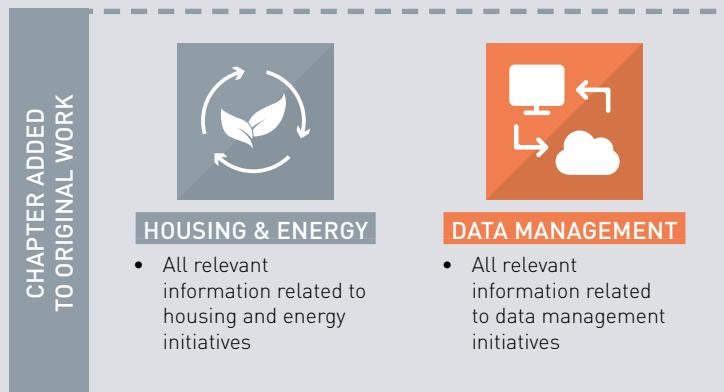 CHAPTER ADDED
TO ORIGINAL WORK
HOUSING & ENERGY
• All relevant
information related to
housing and energy
initiatives
DATA MANAGEMENT
• All relevant
information related
to data management
initiatives